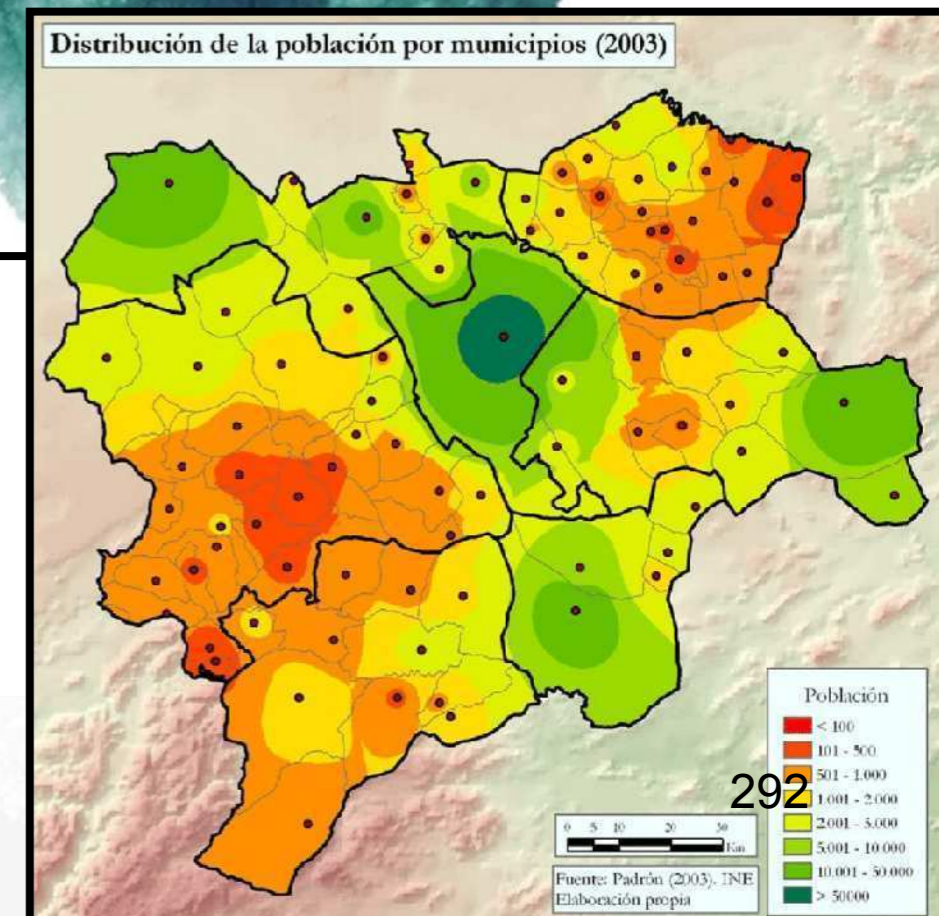 Distribución de la población por municipios (2003)
Población
< 100
101 - 500
501 - 1.000
292
1.001 - 2.000
2.001 - 5.000
5.001 - 10.000
10.001 - 50.000
> 50000
0 5 10 20 30
Km
Fuente: Padrón (2003). INE
Elaboración propia